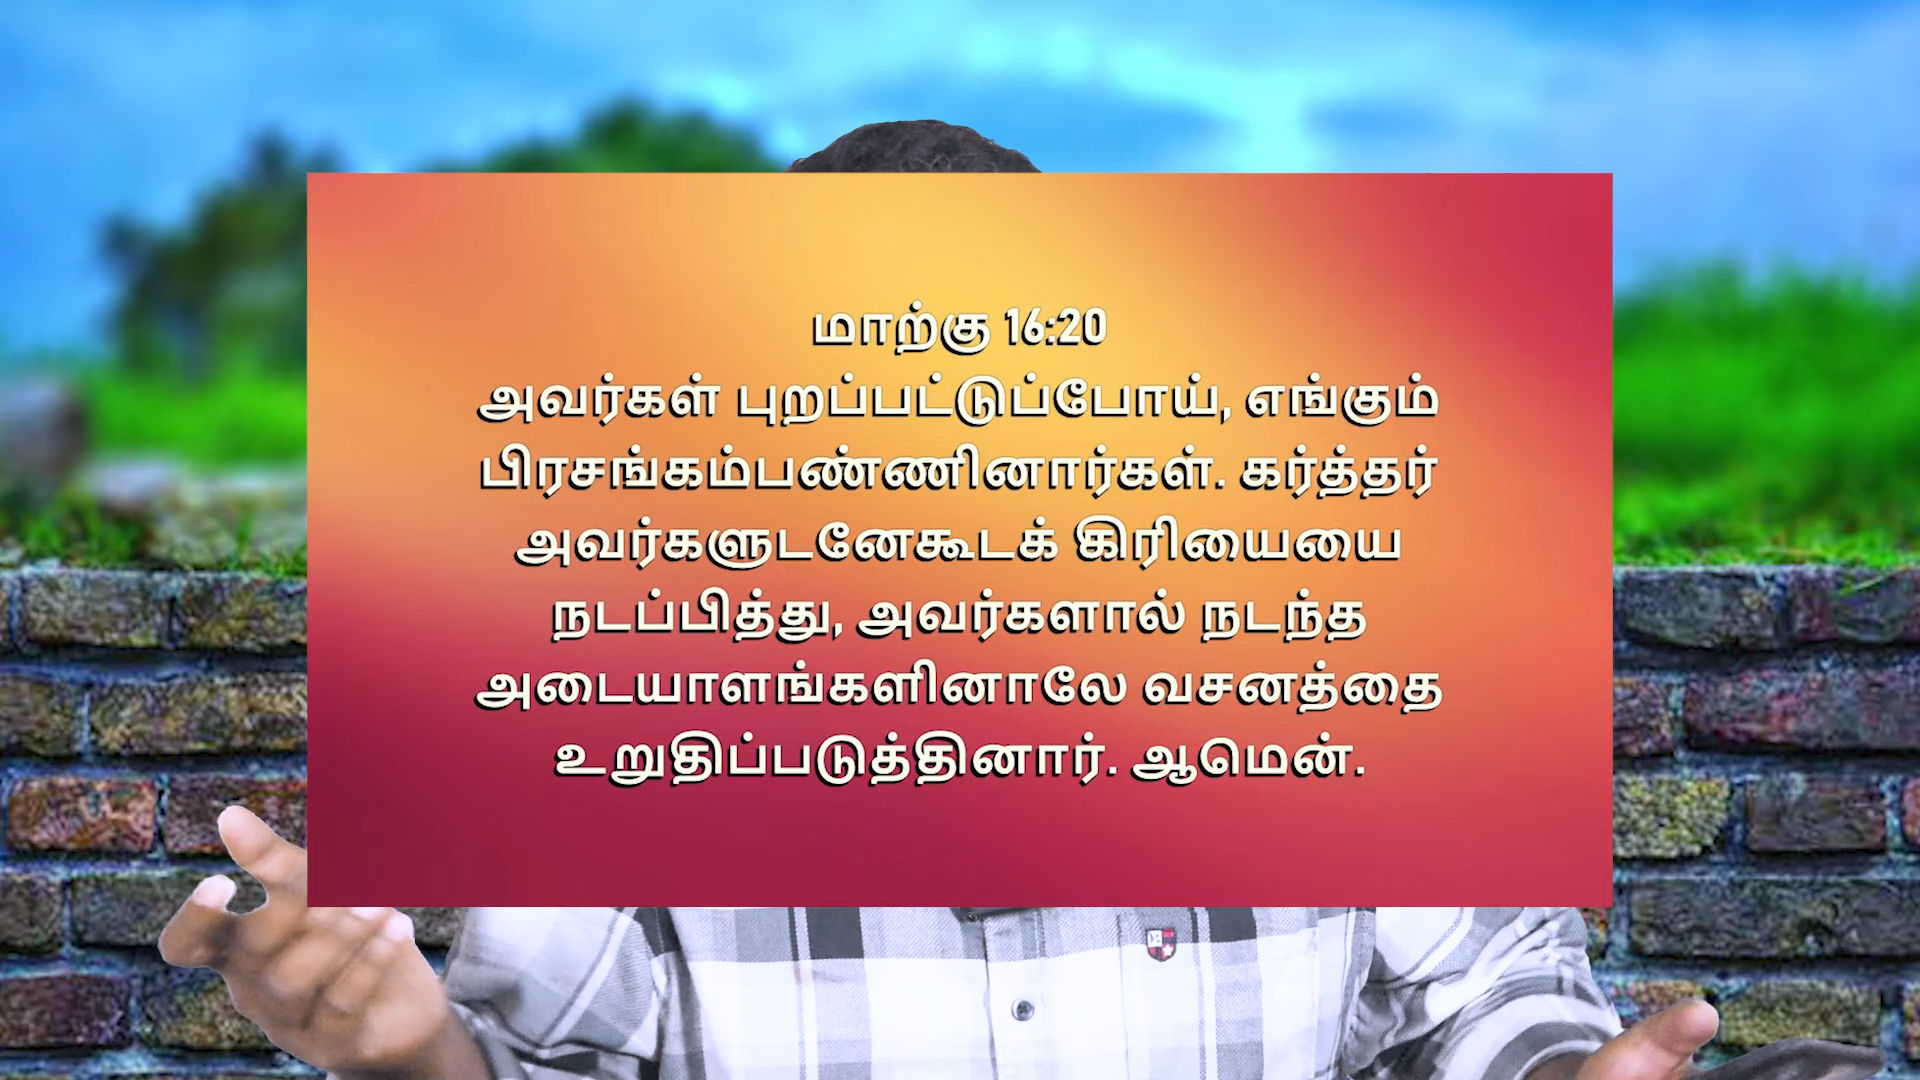 மாற்கு 16:20
அவர்கள் புறப்பட்டுப்போய், எங்கும்
பிரசங்கம்பண்ணினார்கள். கர்த்தர்
அவர்களுடனேகூடக் கிரியையை
நடப்பித்து, அவர்களால் நடந்த
அடையாளங்களினாலே வசனத்தை
உறுதிப்படுத்தினார். ஆமென்.